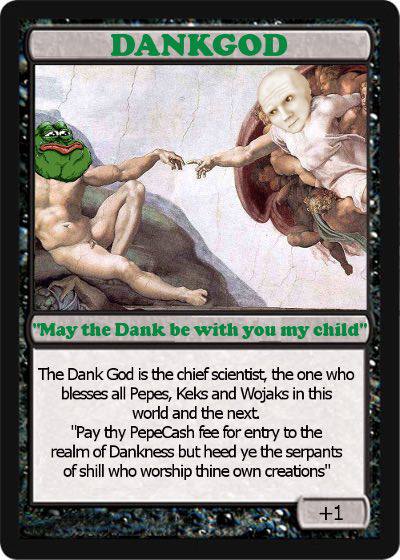 DANKGOD
"May the Dank be with you my child"
The Dank God is the chief scientist, the one who
blesses all Pepes, Keks and Wojaks in this
world and the next.
"Pay thy PepeCash fee for entry to the
realm of Dankness but heed ye the serpants
of shill who worship thine own creations"
+1